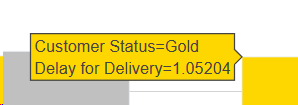 Customer Status=Gold
Delay for Delivery=1.05204